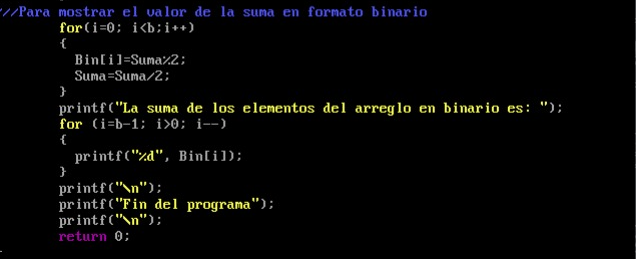 ///Para mostrar el valor de la suma en formato binario
for(i=0; i<b;i++)
{
Bin[i]=Suma%2;
Suma=Suma/2;
}
printf("La suma de los elementos del arreglo en binario es: ");
for (i=b-1; i>0; i--)
{
printf("%d", Bin[i]);
}
printf("\n");
printf("Fin del programa");
printf("\n");
return 0;